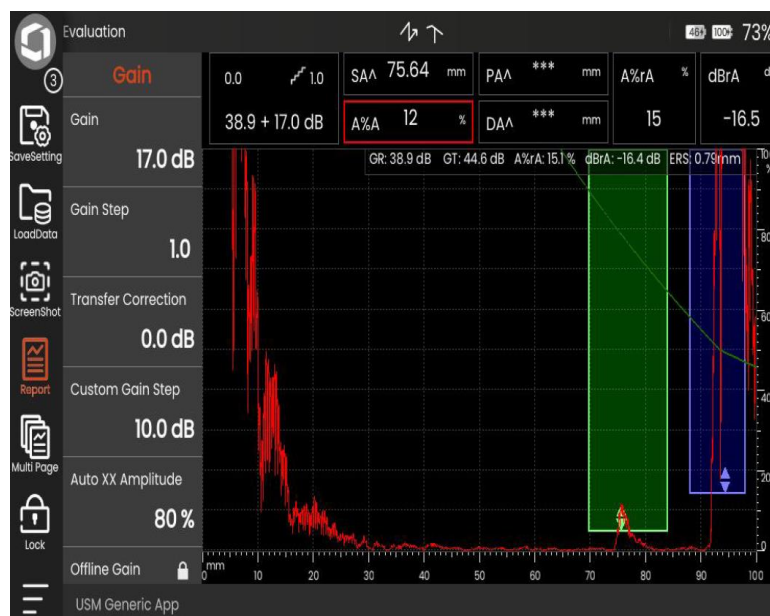 Evaluation
46% 100% 73%
3
Gain
0.0 1.0
38.9 + 17.0 dB
SA^ 75.64 mm
A%A 12 %
PA^ *** mm
DA^ *** mm
A%rA %
15
dBrA d
-16.5
SaveSetting
LoadData
ScreenShot
Report
Multi Page
Lock
Gain
17.0 dB
Gain Step
1.0
Transfer Correction
0.0 dB
Custom Gain Step
10.0 dB
Auto XX Amplitude
80 %
Offline Gain
GR: 38.9 dB GT: 44.6 dB A%rA: 15.1 % dBrA: -16.4 dB ERS: 0.79mm
80
60
40
20
0
0 mm 10 20 30 40 50 60 70 80 90 100
USM Generic App